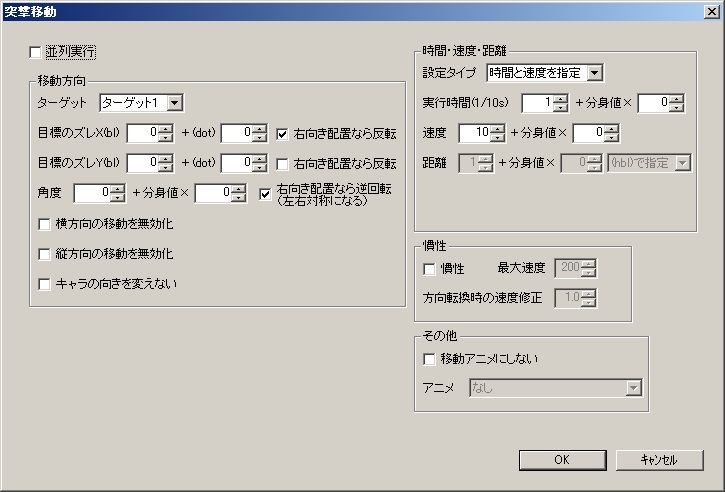 突撃移動
並列実行
移動方向
ターゲット ターゲット1
目標のズレX(bl) 0 +(dot) 0 右向き配置なら反転
目標のズレY(bl) 0 +(dot) 0 右向き配置なら反転
角度 0 +分身値× 0 右向き配置なら逆回転
(左右対称になる)
横方向の移動を無効化
縦方向の移動を無効化
キャラの向きを変えない
時間・速度・距離
設定タイプ 時間と速度を指定
実行時間(1/10s) 1 +分身値× 0
速度 10 +分身値× 0
距離 1 +分身値× 0 (hbl)で指定
慣性
慣性 最大速度 200
方向転換時の速度修正 1.0
その他
移動アニメにしない
アニメ なし
OK キャンセル